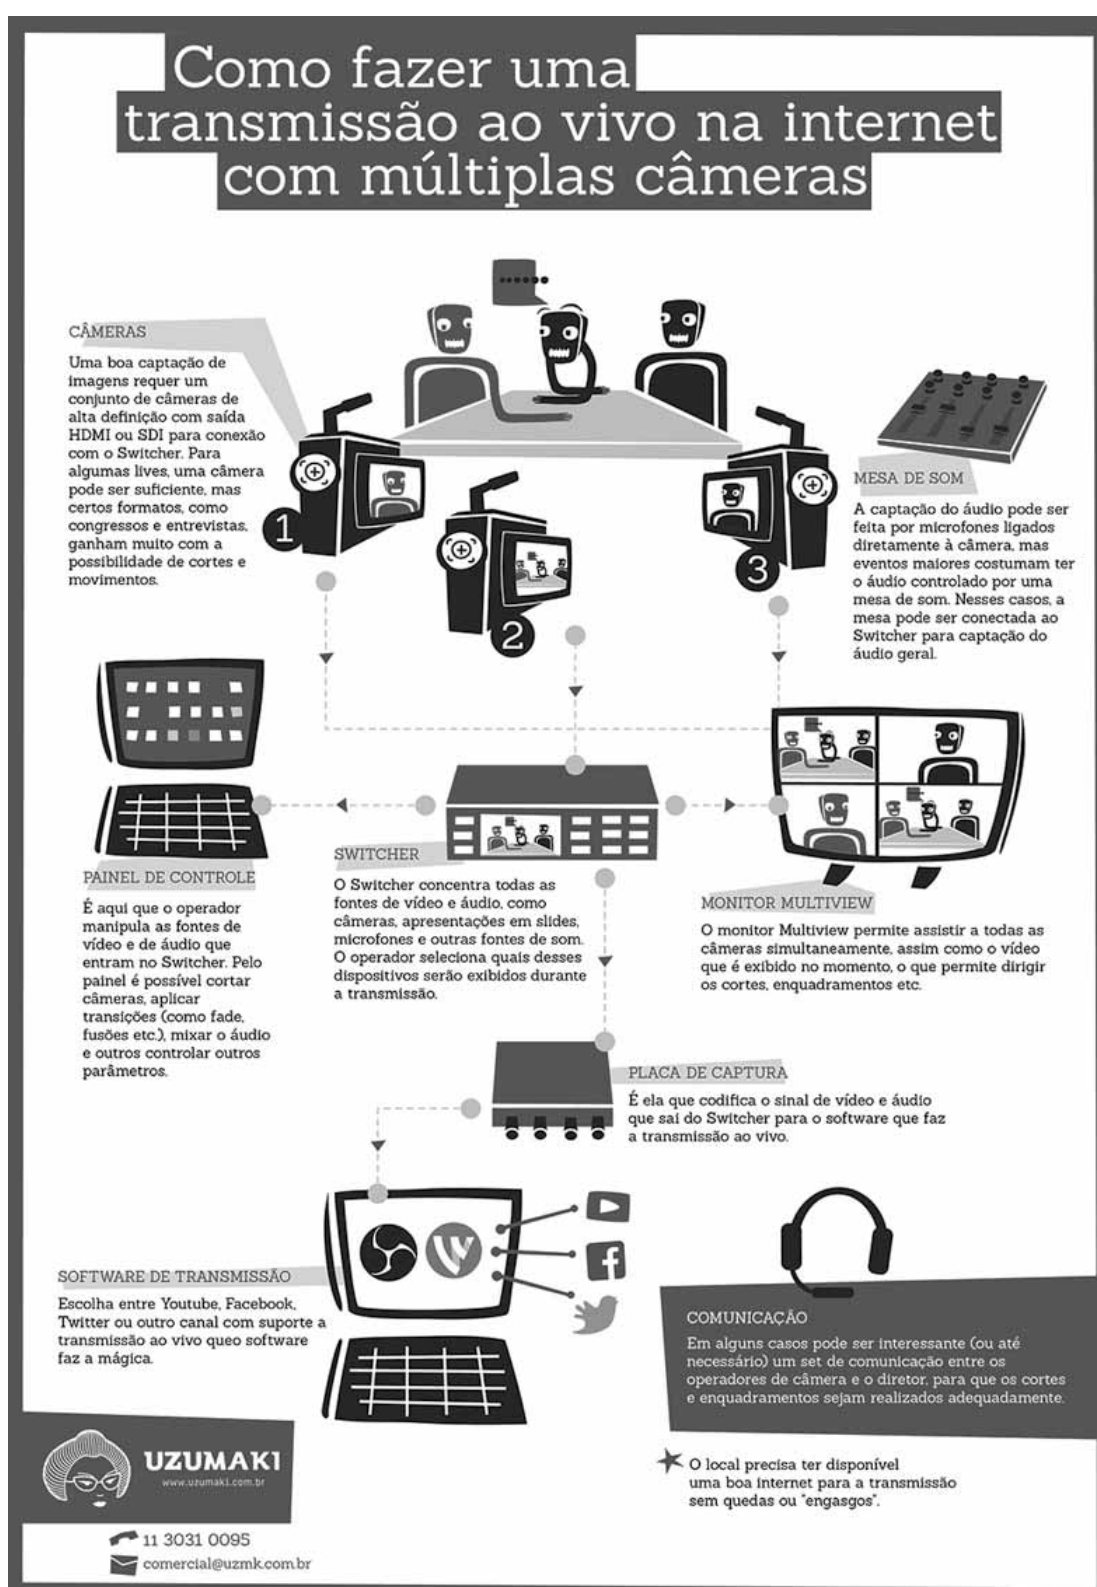 Como fazer uma
transmissão ao vivo na internet
com múltiplas câmeras
CÂMERAS
Uma boa captação de
imagens requer um
conjunto de câmeras de
alta definição com saída
HDMI ou SDI para conexão
com o Switcher. Para
algumas lives, uma câmera
pode ser suficiente, mas
certos formatos, como
congressos e entrevistas,
ganham muito com a
possibilidade de cortes e
movimentos.
1
2
3
MESA DE SOM
A captação do áudio pode ser
feita por microfones ligados
diretamente à câmera, mas
eventos maiores costumam ter
o áudio controlado por uma
mesa de som. Nesses casos, a
mesa pode ser conectada ao
Switcher para captação do
áudio geral.
PAINEL DE CONTROLE
É aqui que o operador
manipula as fontes de
vídeo e de áudio que
entram no Switcher. Pelo
painel é possível cortar
câmeras, aplicar
transições (como fade,
fusões etc.), mixar o áudio
e outros controlar outros
parâmetros.
SWITCHER
O Switcher concentra todas as
fontes de vídeo e áudio, como
câmeras, apresentações em slides,
microfones e outras fontes de som.
O operador seleciona quais desses
dispositivos serão exibidos durante
a transmissão.
MONITOR MULTIVIEW
O monitor Multiview permite assistir a todas as
câmeras simultaneamente, assim como o vídeo
que é exibido no momento, o que permite dirigir
os cortes, enquadramentos etc.
PLACA DE CAPTURA
É ela que codifica o sinal de vídeo e áudio
que sai do Switcher para o software que faz
a transmissão ao vivo.
SOFTWARE DE TRANSMISSÃO
Escolha entre Youtube, Facebook,
Twitter ou outro canal com suporte a
transmissão ao vivo queo software
faz a mágica.
COMUNICAÇÃO
Em alguns casos pode ser interessante (ou até
necessário) um set de comunicação entre os
operadores de câmera e o diretor, para que os cortes
e enquadramentos sejam realizados adequadamente.
O local precisa ter disponível
uma boa internet para a transmissão
sem quedas ou "engasgos".
UZUMAKI
www.uzumaki.com.br
11 3031 0095
comercial@uzmk.com.br